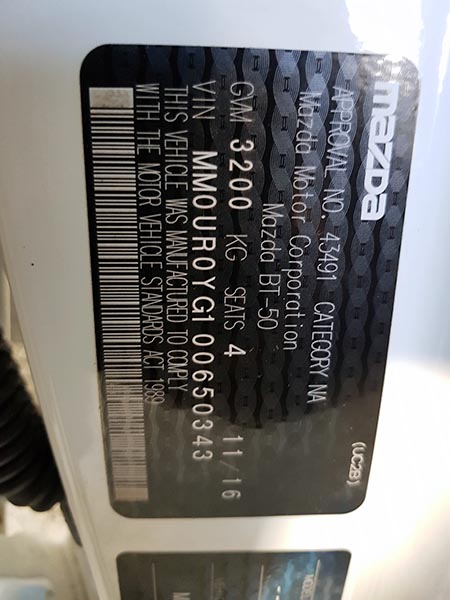 mazda
APPROVAL NO. 43491 CATEGORY NA (UC2B)
Mazda Motor Corporation
Mazda BT-50
GVM 3200 KG SEATS 4 11/16
VIN MM0UR0YG100650343
THIS VEHICLE WAS MANUFACTURED TO COMPLY
WITH THE MOTOR VEHICLE STANDARDS ACT 1989